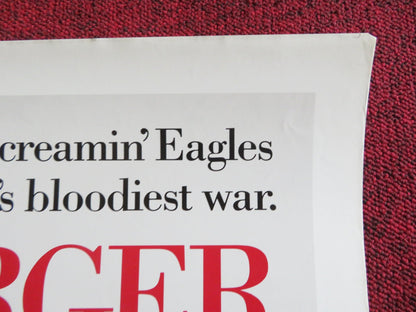 creamin' Eagles
's bloodiest war.
RGER